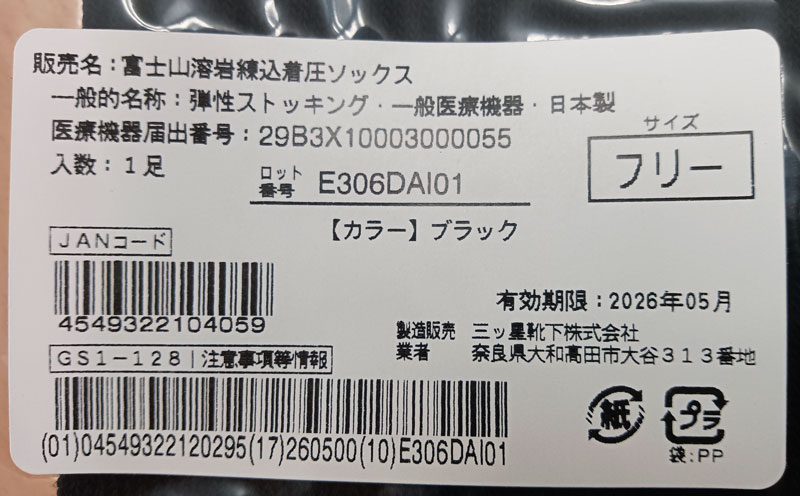 販売名：富士山溶岩練込着圧ソックス
一般的名称：弾性ストッキング・一般医療機器・日本製
医療機器届出番号：29B3X10003000055
サイズ
フリー
入数：1足
ロット番号 E306DAI01
【カラー】ブラック
JANコード
4549322104059
有効期限：2026年05月
製造販売業者 三ッ星靴下株式会社
奈良県大和高田市大谷313番地
GS1-128|注意事項等情報
(01)04549322120295(17)260500(10)E306DAI01
紙
プラ
袋:PP